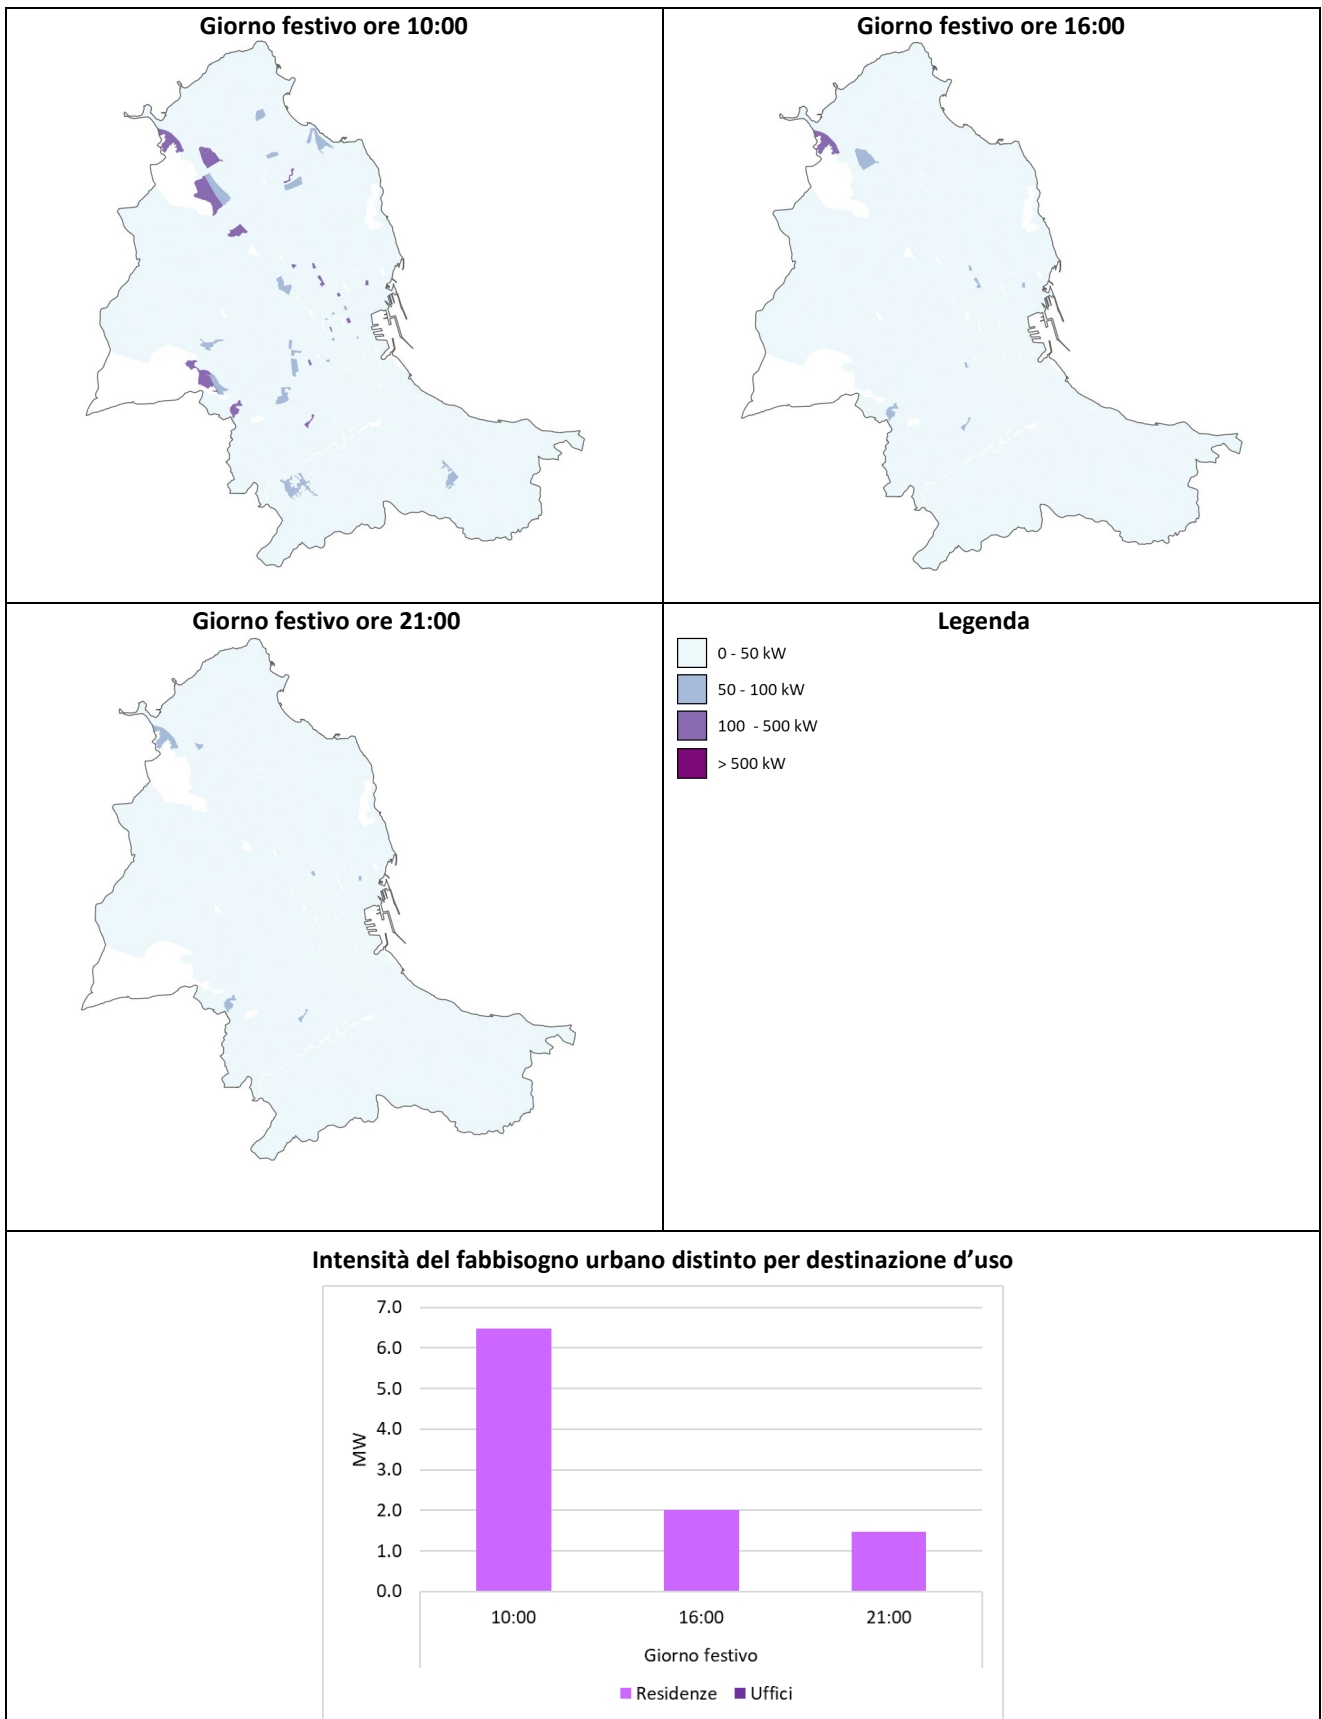 Giorno festivo ore 10:00
Giorno festivo ore 16:00
Giorno festivo ore 21:00
Legenda
0 - 50 kW
50 - 100 kW
100  - 500 kW
> 500 kW
Intensità del fabbisogno urbano distinto per destinazione d’uso
7.0
6.0
5.0
4.0
3.0
2.0
1.0
0.0
MW
10:00 16:00 21:00
Giorno festivo
Residenze Uffici